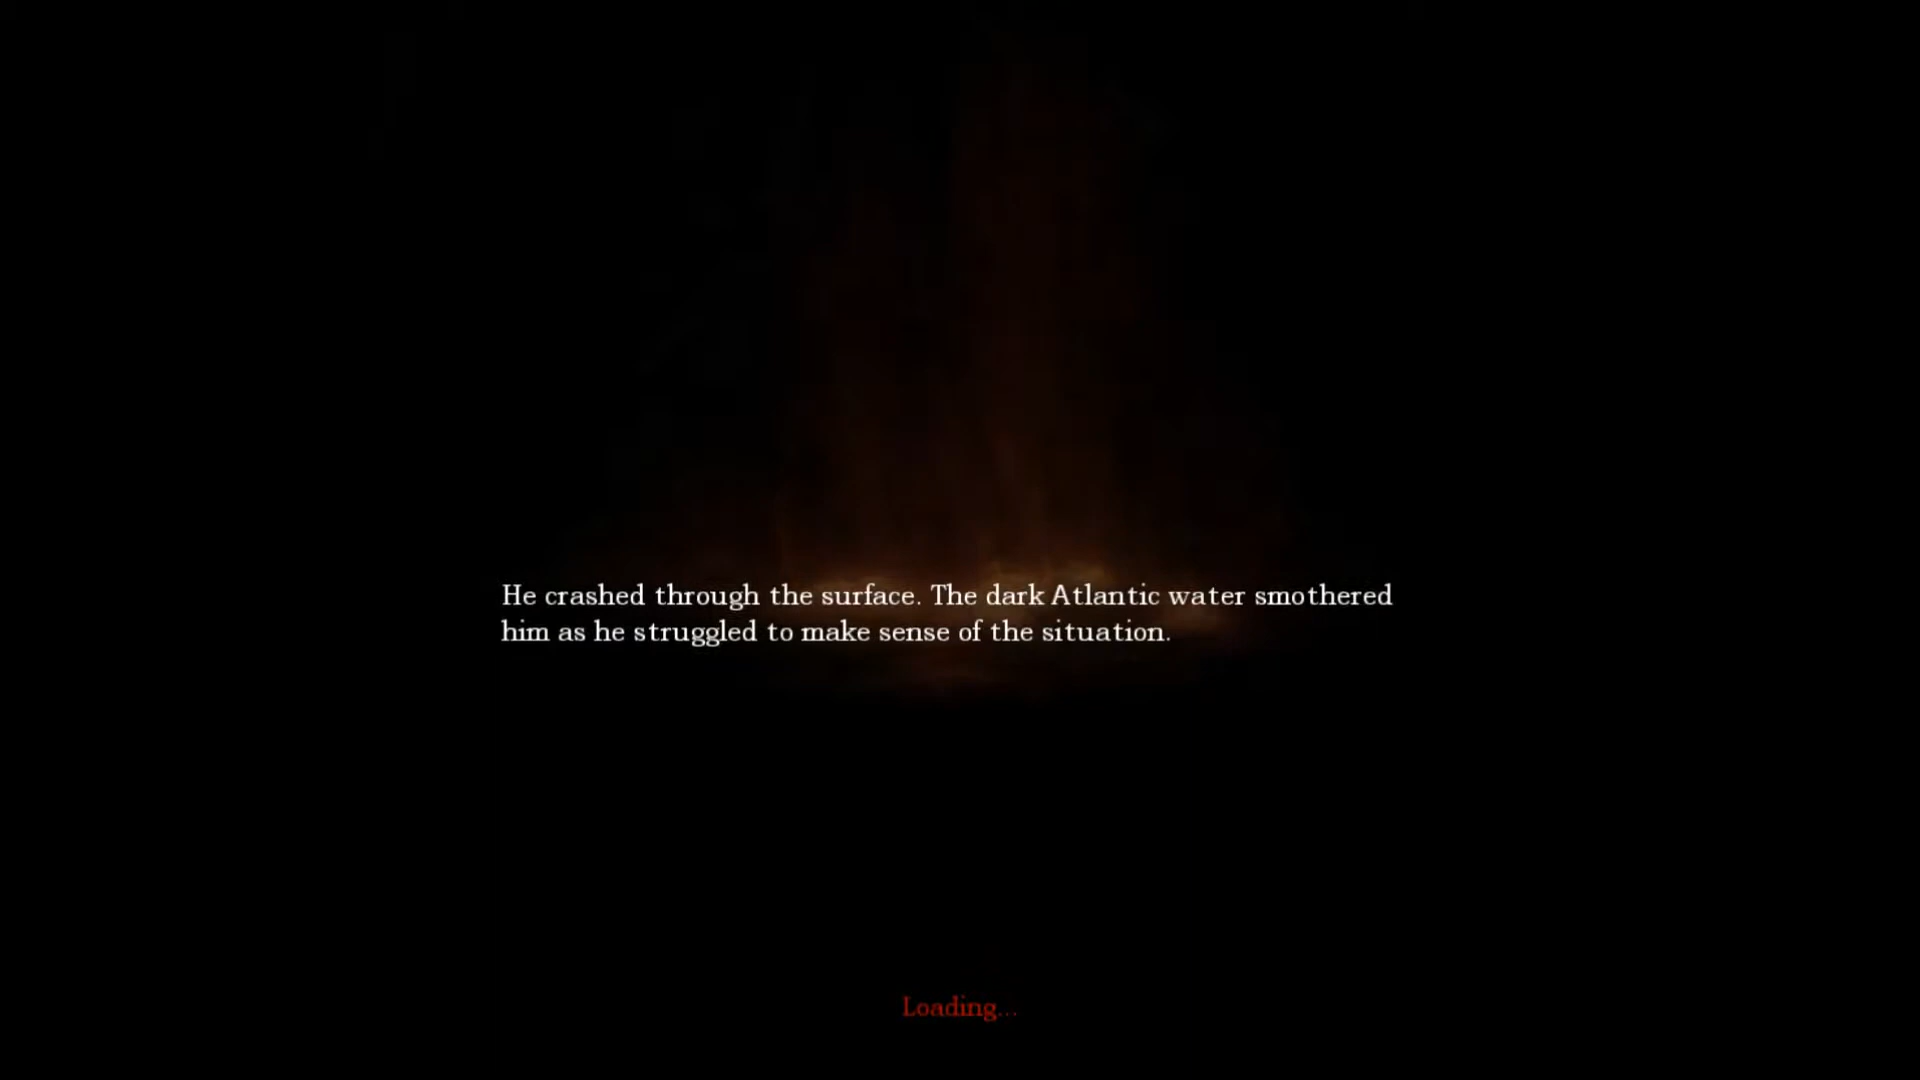 He crashed through the surface. The dark Atlantic water smothered
him as he struggled to make sense of the situation.
Loading...